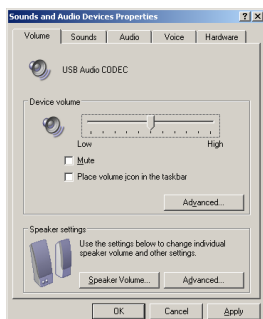 Sounds and Audio Devices Properties
Volume Sounds Audio Voice Hardware
USB Audio CODEC
Device volume
Low High
Mute
Place volume icon in the taskbar
Advanced...
Speaker settings
Use the settings below to change individual
speaker volume and other settings.
Speaker Volume... Advanced...
OK Cancel Apply